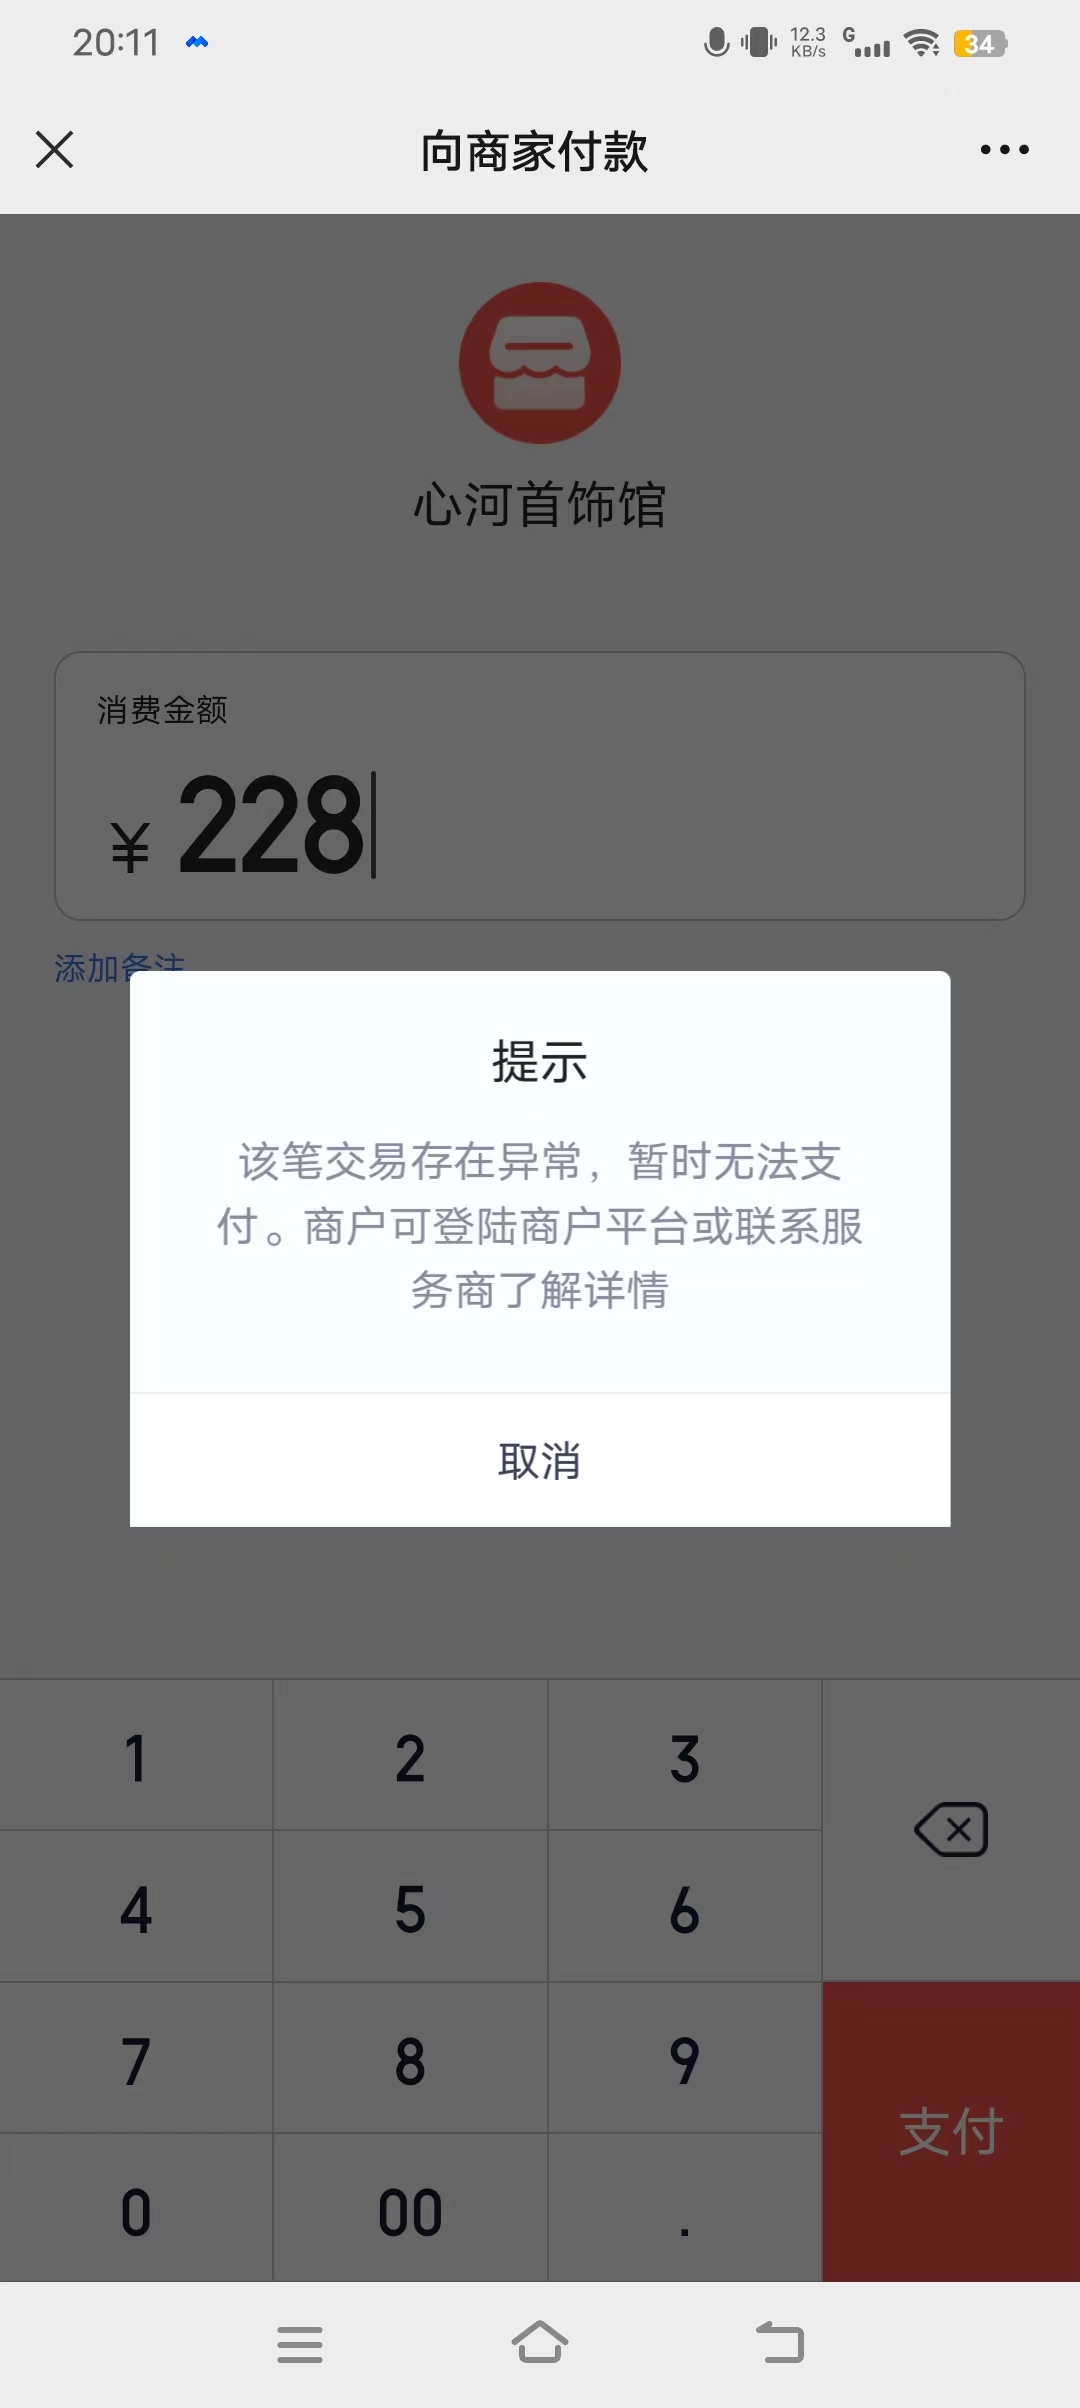 20:11
12.3
KB/s
G
34
向商家付款
心河首饰馆
消费金额
¥ 228
添加备注
提示
该笔交易存在异常，暂时无法支
付。商户可登陆商户平台或联系服
务商了解详情
取消
1 2 3
4 5 6
7 8 9
支付
0 00 .